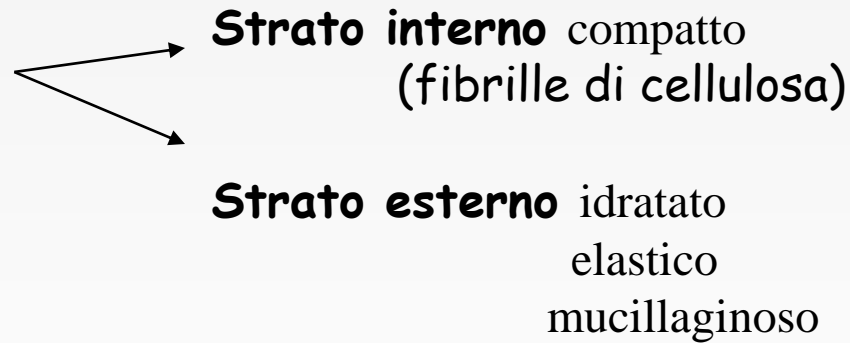 Strato interno compatto
(fibrille di cellulosa)
Strato esterno idratato
elastico
mucillaginoso